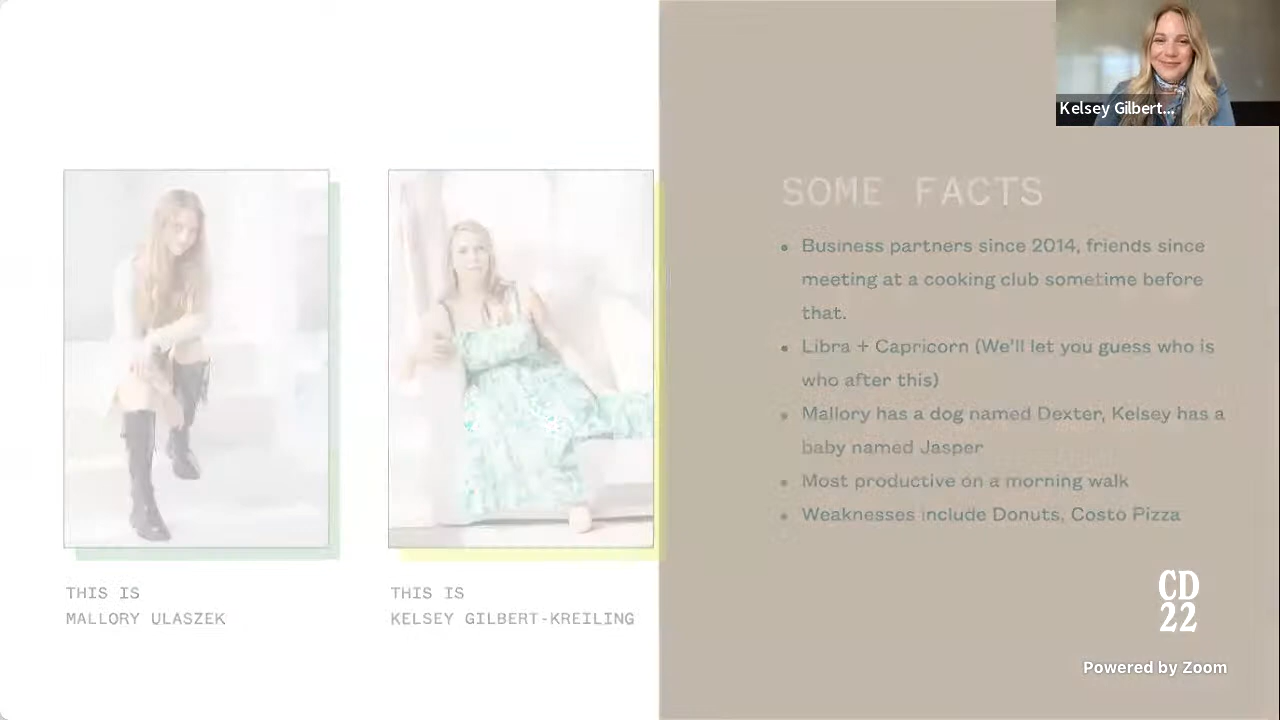 Kelsey Gilbert...
SOME FACTS
• Business partners since 2014, friends since
meeting at a cooking club sometime before
that.
• Libra + Capricorn (We'll let you guess who is
who after this)
• Mallory has a dog named Dexter, Kelsey has a
baby named Jasper
• Most productive on a morning walk
• Weaknesses include Donuts, Costo Pizza
THIS IS
MALLORY ULASZEK
THIS IS
KELSEY GILBERT-KREILING
CD
22
Powered by Zoom